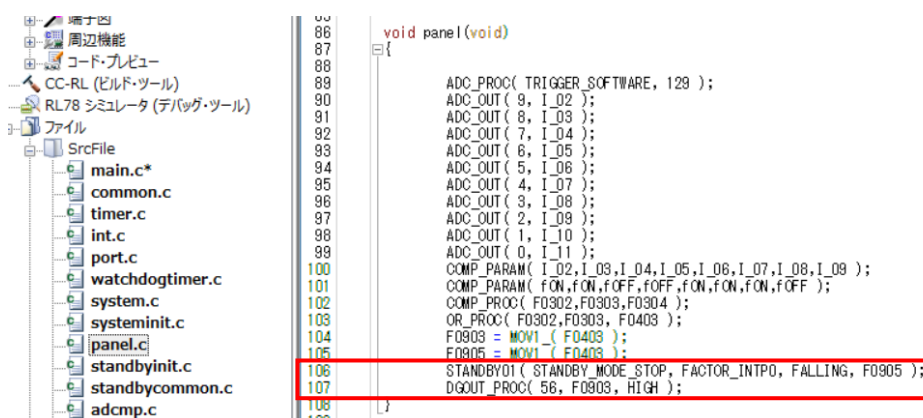 端子図
周辺機能
コード・プレビュー
CC-RL (ビルド・ツール)
RL78 シミュレータ (デバッグ・ツール)
ファイル
SrcFile
main.c*
common.c
timer.c
int.c
port.c
watchdogtimer.c
system.c
systeminit.c
panel.c
standbyinit.c
standbycommon.c
adcmp.c
85
86 void panel(void)
87 {
88
89 ADC_PROC( TRIGGER_SOFTWARE, 129 );
90 ADC_OUT( 9, I_02 );
91 ADC_OUT( 8, I_03 );
92 ADC_OUT( 7, I_04 );
93 ADC_OUT( 6, I_05 );
94 ADC_OUT( 5, I_06 );
95 ADC_OUT( 4, I_07 );
96 ADC_OUT( 3, I_08 );
97 ADC_OUT( 2, I_09 );
98 ADC_OUT( 1, I_10 );
99 ADC_OUT( 0, I_11 );
100 COMP_PARAM( I_02,I_03,I_04,I_05,I_06,I_07,I_08,I_09 );
101 COMP_PARAM( fON,fON,fOFF,fOFF,fON,fON,fON,fOFF );
102 COMP_PROC( F0302,F0303,F0304 );
103 OR_PROC( F0302,F0303, F0403 );
104 F0903 = MOV1_( F0403 );
105 F0905 = MOV1_( F0403 );
106 STANDBY01( STANDBY_MODE_STOP, FACTOR_INTP0, FALLING, F0905 );
107 DGOUT_PROC( 56, F0903, HIGH );
108 }